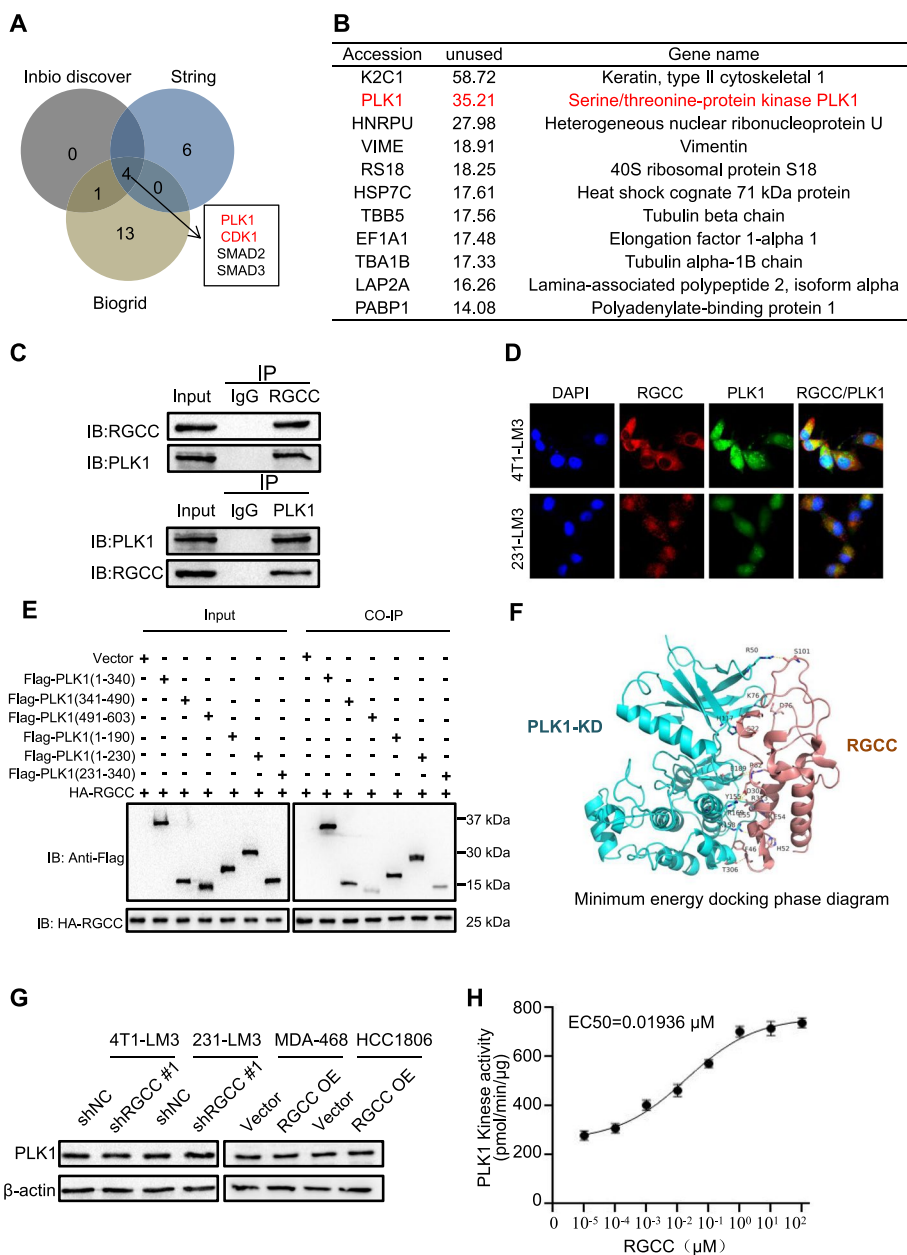 A
Inbio discover String
0
6
4
1
0
13
PLK1
CDK1
SMAD2
SMAD3
Biogrid
B
Accession unused Gene name
K2C1 58.72 Keratin, type II cytoskeletal 1
PLK1 35.21 Serine/threonine-protein kinase PLK1
HNRPU 27.98 Heterogeneous nuclear ribonucleoprotein U
VIME 18.91 Vimentin
RS18 18.25 40S ribosomal protein S18
HSP7C 17.61 Heat shock cognate 71 kDa protein
TBB5 17.56 Tubulin beta chain
EF1A1 17.48 Elongation factor 1-alpha 1
TBA1B 17.33 Tubulin alpha-1B chain
LAP2A 16.26 Lamina-associated polypeptide 2, isoform alpha
PABP1 14.08 Polyadenylate-binding protein 1
C
IP
Input IgG RGCC
IB:RGCC
IB:PLK1
IP
Input IgG PLK1
IB:PLK1
IB:RGCC
D
DAPI RGCC PLK1 RGCC/PLK1
4T1-LM3
231-LM3
E
Input CO-IP
Vector + - - - - - - + - - - - - -
Flag-PLK1(1-340) - + - - - - - - + - - - - -
Flag-PLK1(341-490) - - + - - - - - - + - - - -
Flag-PLK1(491-603) - - - + - - - - - - + - - -
Flag-PLK1(1-190) - - - - + - - - - - - + - -
Flag-PLK1(1-230) - - - - - + - - - - - - + -
Flag-PLK1(231-340) - - - - - - + - - - - - - +
HA-RGCC + + + + + + + + + + + + + +
IB: Anti-Flag
37 kDa
30 kDa
15 kDa
IB: HA-RGCC 25 kDa
F
R50
S101
K76
D76
H117
PLK1-KD
RGCC
Y155
E54
H52
F46
T306
Minimum energy docking phase diagram
G
4T1-LM3 231-LM3 MDA-468 HCC1806
shNC shRGCC #1 shNC shRGCC #1 Vector RGCC OE Vector RGCC OE
PLK1
β-actin
H
EC50=0.01936 μM
PLK1 Kinese activity
(pmol/min/μg)
800
600
400
200
0
0 10⁻⁵ 10⁻⁴ 10⁻³ 10⁻² 10⁻¹ 10⁰ 10¹ 10²
RGCC（μM）